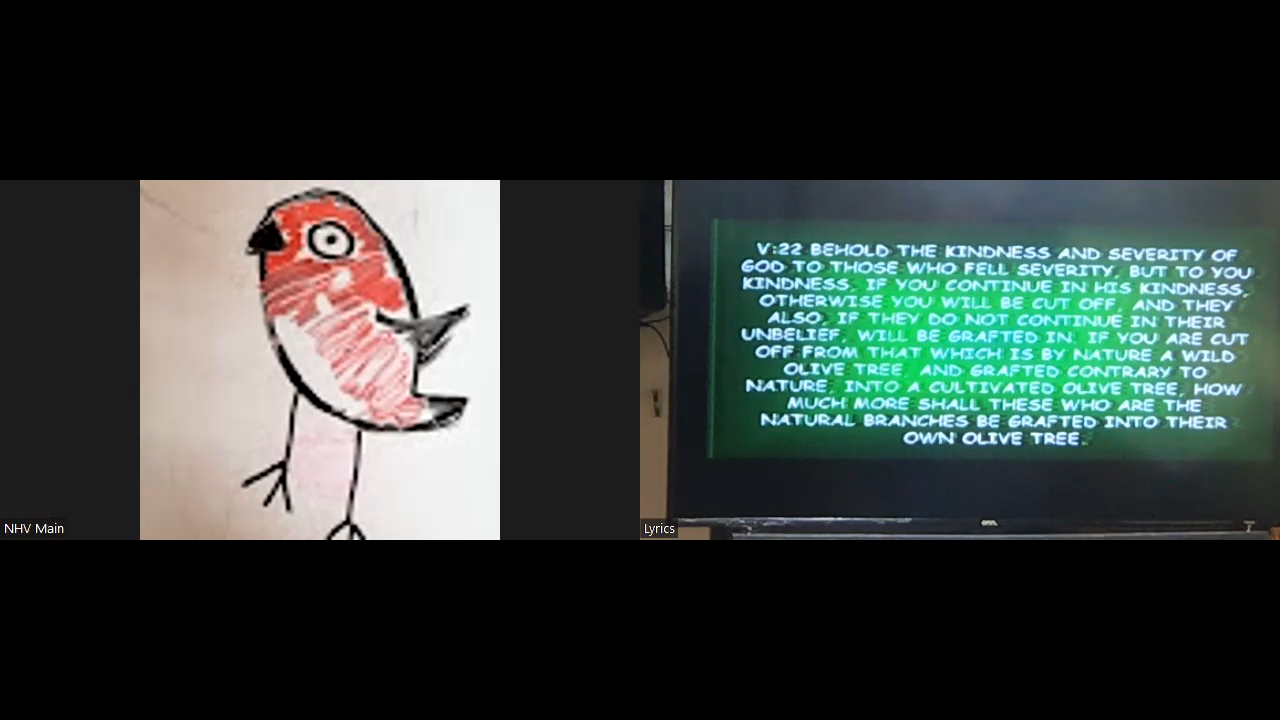 V:22 BEHOLD THE KINDNESS AND SEVERITY OF
GOD TO THOSE WHO FELL SEVERITY, BUT TO YOU
KINDNESS, IF YOU CONTINUE IN HIS KINDNESS,
OTHERWISE YOU WILL BE CUT OFF, AND THEY
ALSO, IF THEY DO NOT CONTINUE IN THEIR
UNBELIEF, WILL BE GRAFTED IN. IF YOU ARE CUT
OFF FROM THAT WHICH IS BY NATURE A WILD
OLIVE TREE, AND GRAFTED CONTRARY TO
NATURE, INTO A CULTIVATED OLIVE TREE, HOW
MUCH MORE SHALL THESE WHO ARE THE
NATURAL BRANCHES BE GRAFTED INTO THEIR
OWN OLIVE TREE.
NHV Main
Lyrics